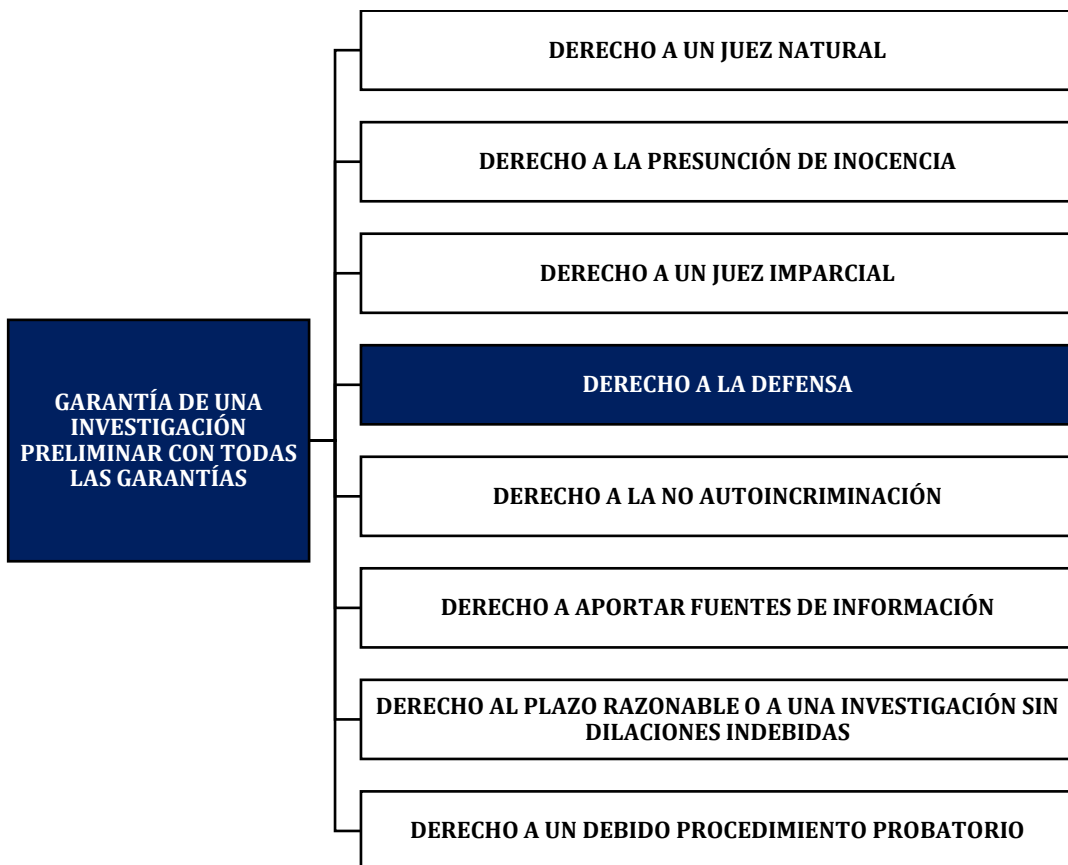 DERECHO A UN JUEZ NATURAL
DERECHO A LA PRESUNCIÓN DE INOCENCIA
DERECHO A UN JUEZ IMPARCIAL
GARANTÍA DE UNA
INVESTIGACIÓN
PRELIMINAR CON TODAS
LAS GARANTÍAS
DERECHO A LA DEFENSA
DERECHO A LA NO AUTOINCRIMINACIÓN
DERECHO A APORTAR FUENTES DE INFORMACIÓN
DERECHO AL PLAZO RAZONABLE O A UNA INVESTIGACIÓN SIN
DILACIONES INDEBIDAS
DERECHO A UN DEBIDO PROCEDIMIENTO PROBATORIO